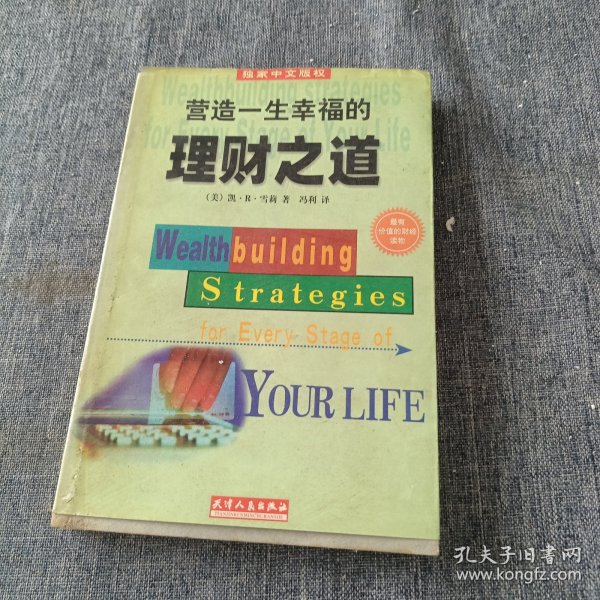 独家中文版权
Wealthbuilding strategies
for Every Stage of Your Life
营造一生幸福的
理财之道
（美）凯·R·雪莉 著 冯利 译
最有
价值的财经
读物
Wealthbuilding
Strategies
for Every Stage of
YOUR LIFE
天津人民出版社
TIANJINRENMINCHUBANSHE
孔夫子旧书网
www.kongfz.com